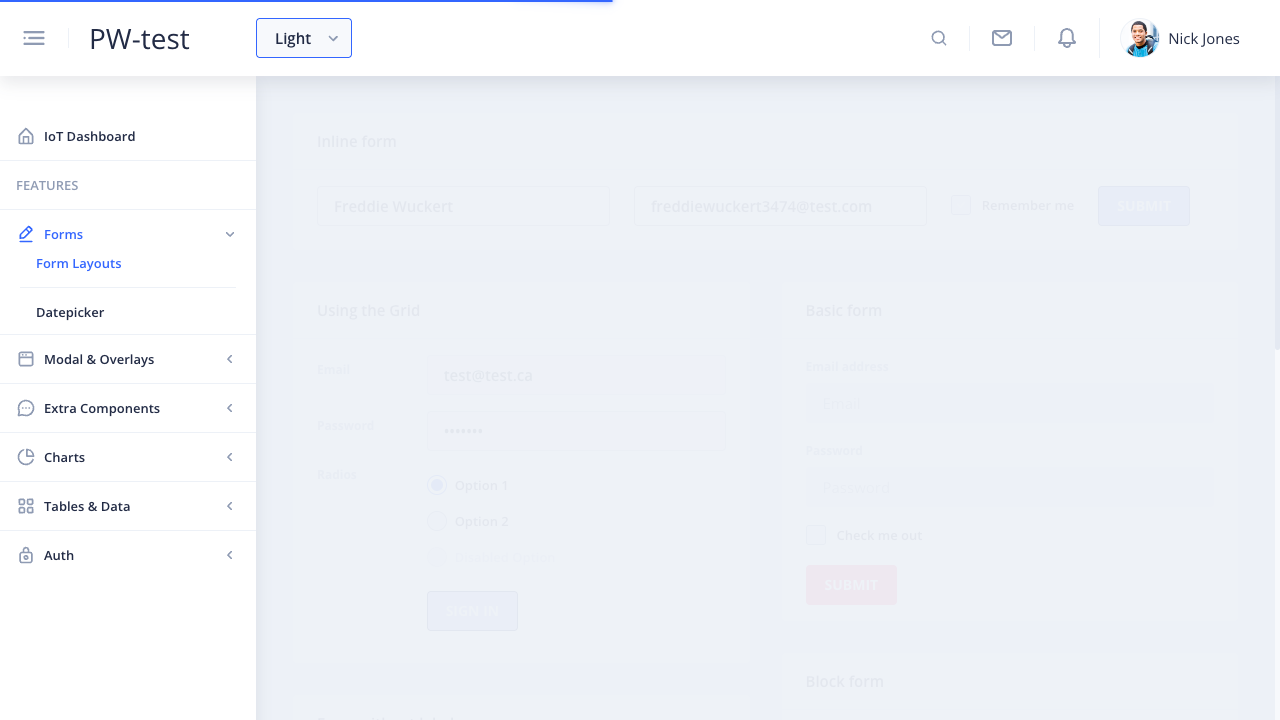 PW-test
Light
Nick Jones
IoT Dashboard
FEATURES
Forms
Form Layouts
Datepicker
Modal & Overlays
Extra Components
Charts
Tables & Data
Auth
Inline form
Freddie Wuckert
freddiewuckert3474@test.com
Remember me
SUBMIT
Using the Grid
Email
test@test.ca
Password
•••••••
Radios
Option 1
Option 2
SIGN IN
Basic form
Email address
Email
Password
Password
Check me out
SUBMIT
Block form